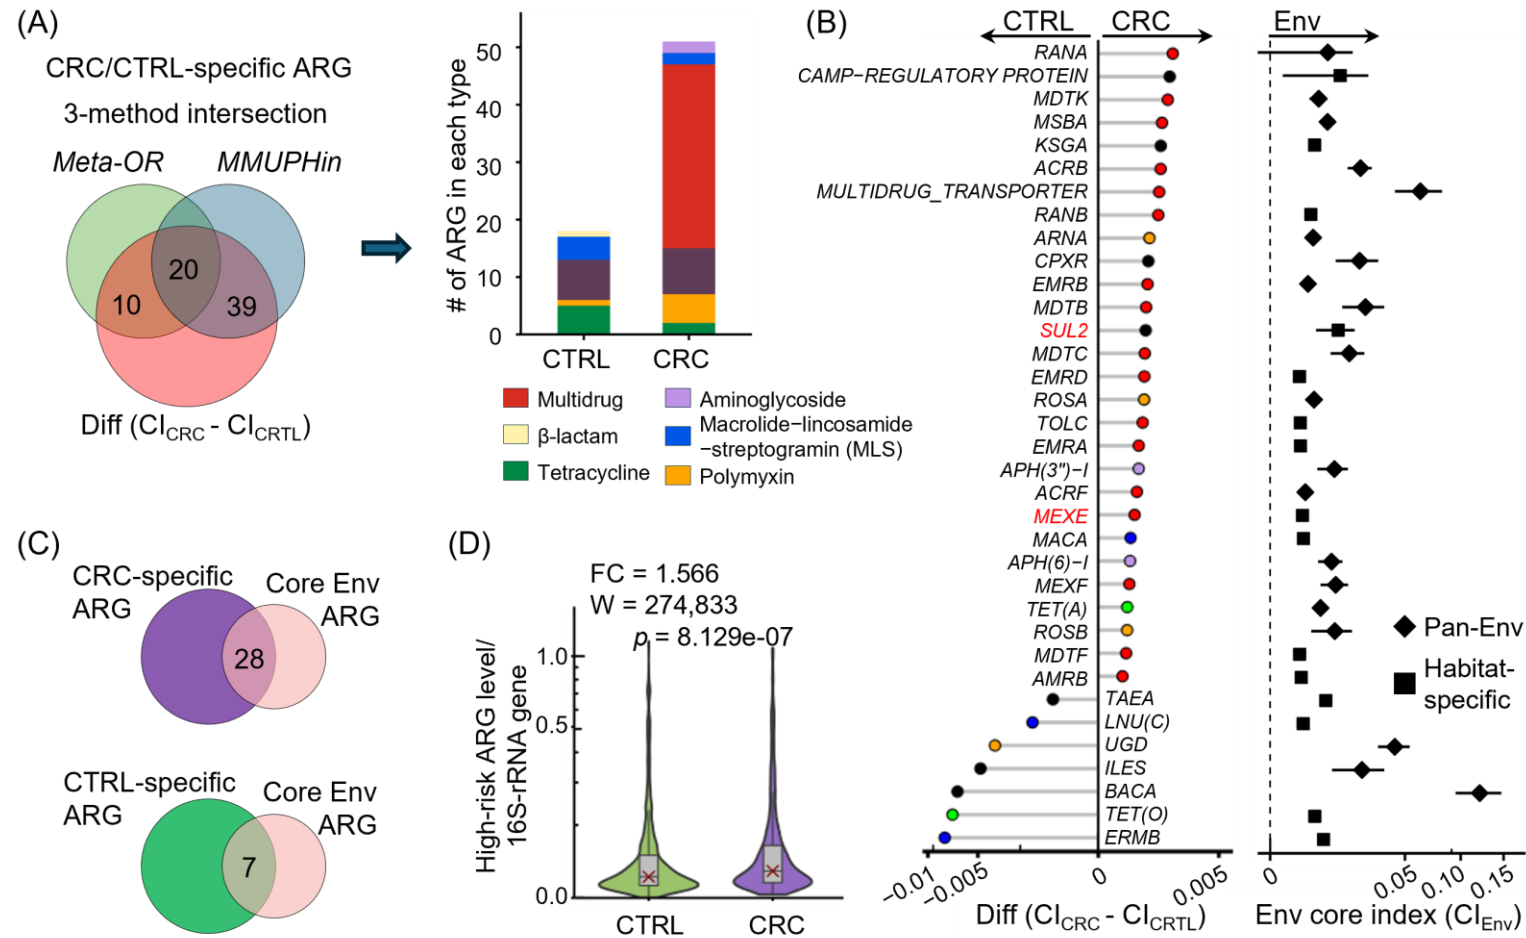 (A)
CRC/CTRL-specific ARG
3-method intersection
Meta-OR
MMUPHin
20
10
39
Diff (CICRC - CICRTL)
# of ARG in each type
50
40
30
20
10
0
CTRL
CRC
Multidrug
β-lactam
Tetracycline
Aminoglycoside
Macrolide−lincosamide
−streptogramin (MLS)
Polymyxin
(B)
CTRL
CRC
Env
RANA
CAMP−REGULATORY PROTEIN
MDTK
MSBA
KSGA
ACRB
MULTIDRUG_TRANSPORTER
RANB
ARNA
CPXR
EMRB
MDTB
SUL2
MDTC
EMRD
ROSA
TOLC
EMRA
APH(3")−I
ACRF
MEXE
MACA
APH(6)−I
MEXF
TET(A)
ROSB
MDTF
AMRB
TAEA
LNU(C)
UGD
ILES
BACA
TET(O)
ERMB
−0.01
−0.005
0
0.005
Diff (CICRC - CICRTL)
Pan-Env
Habitat-
specific
0
0.05
0.10
0.15
Env core index (CIEnv)
(C)
CRC-specific
ARG
Core Env
ARG
28
CTRL-specific
ARG
Core Env
ARG
7
(D)
FC = 1.566
W = 274,833
p = 8.129e-07
High-risk ARG level/
16S-rRNA gene
1.0
0.5
0.0
CTRL
CRC